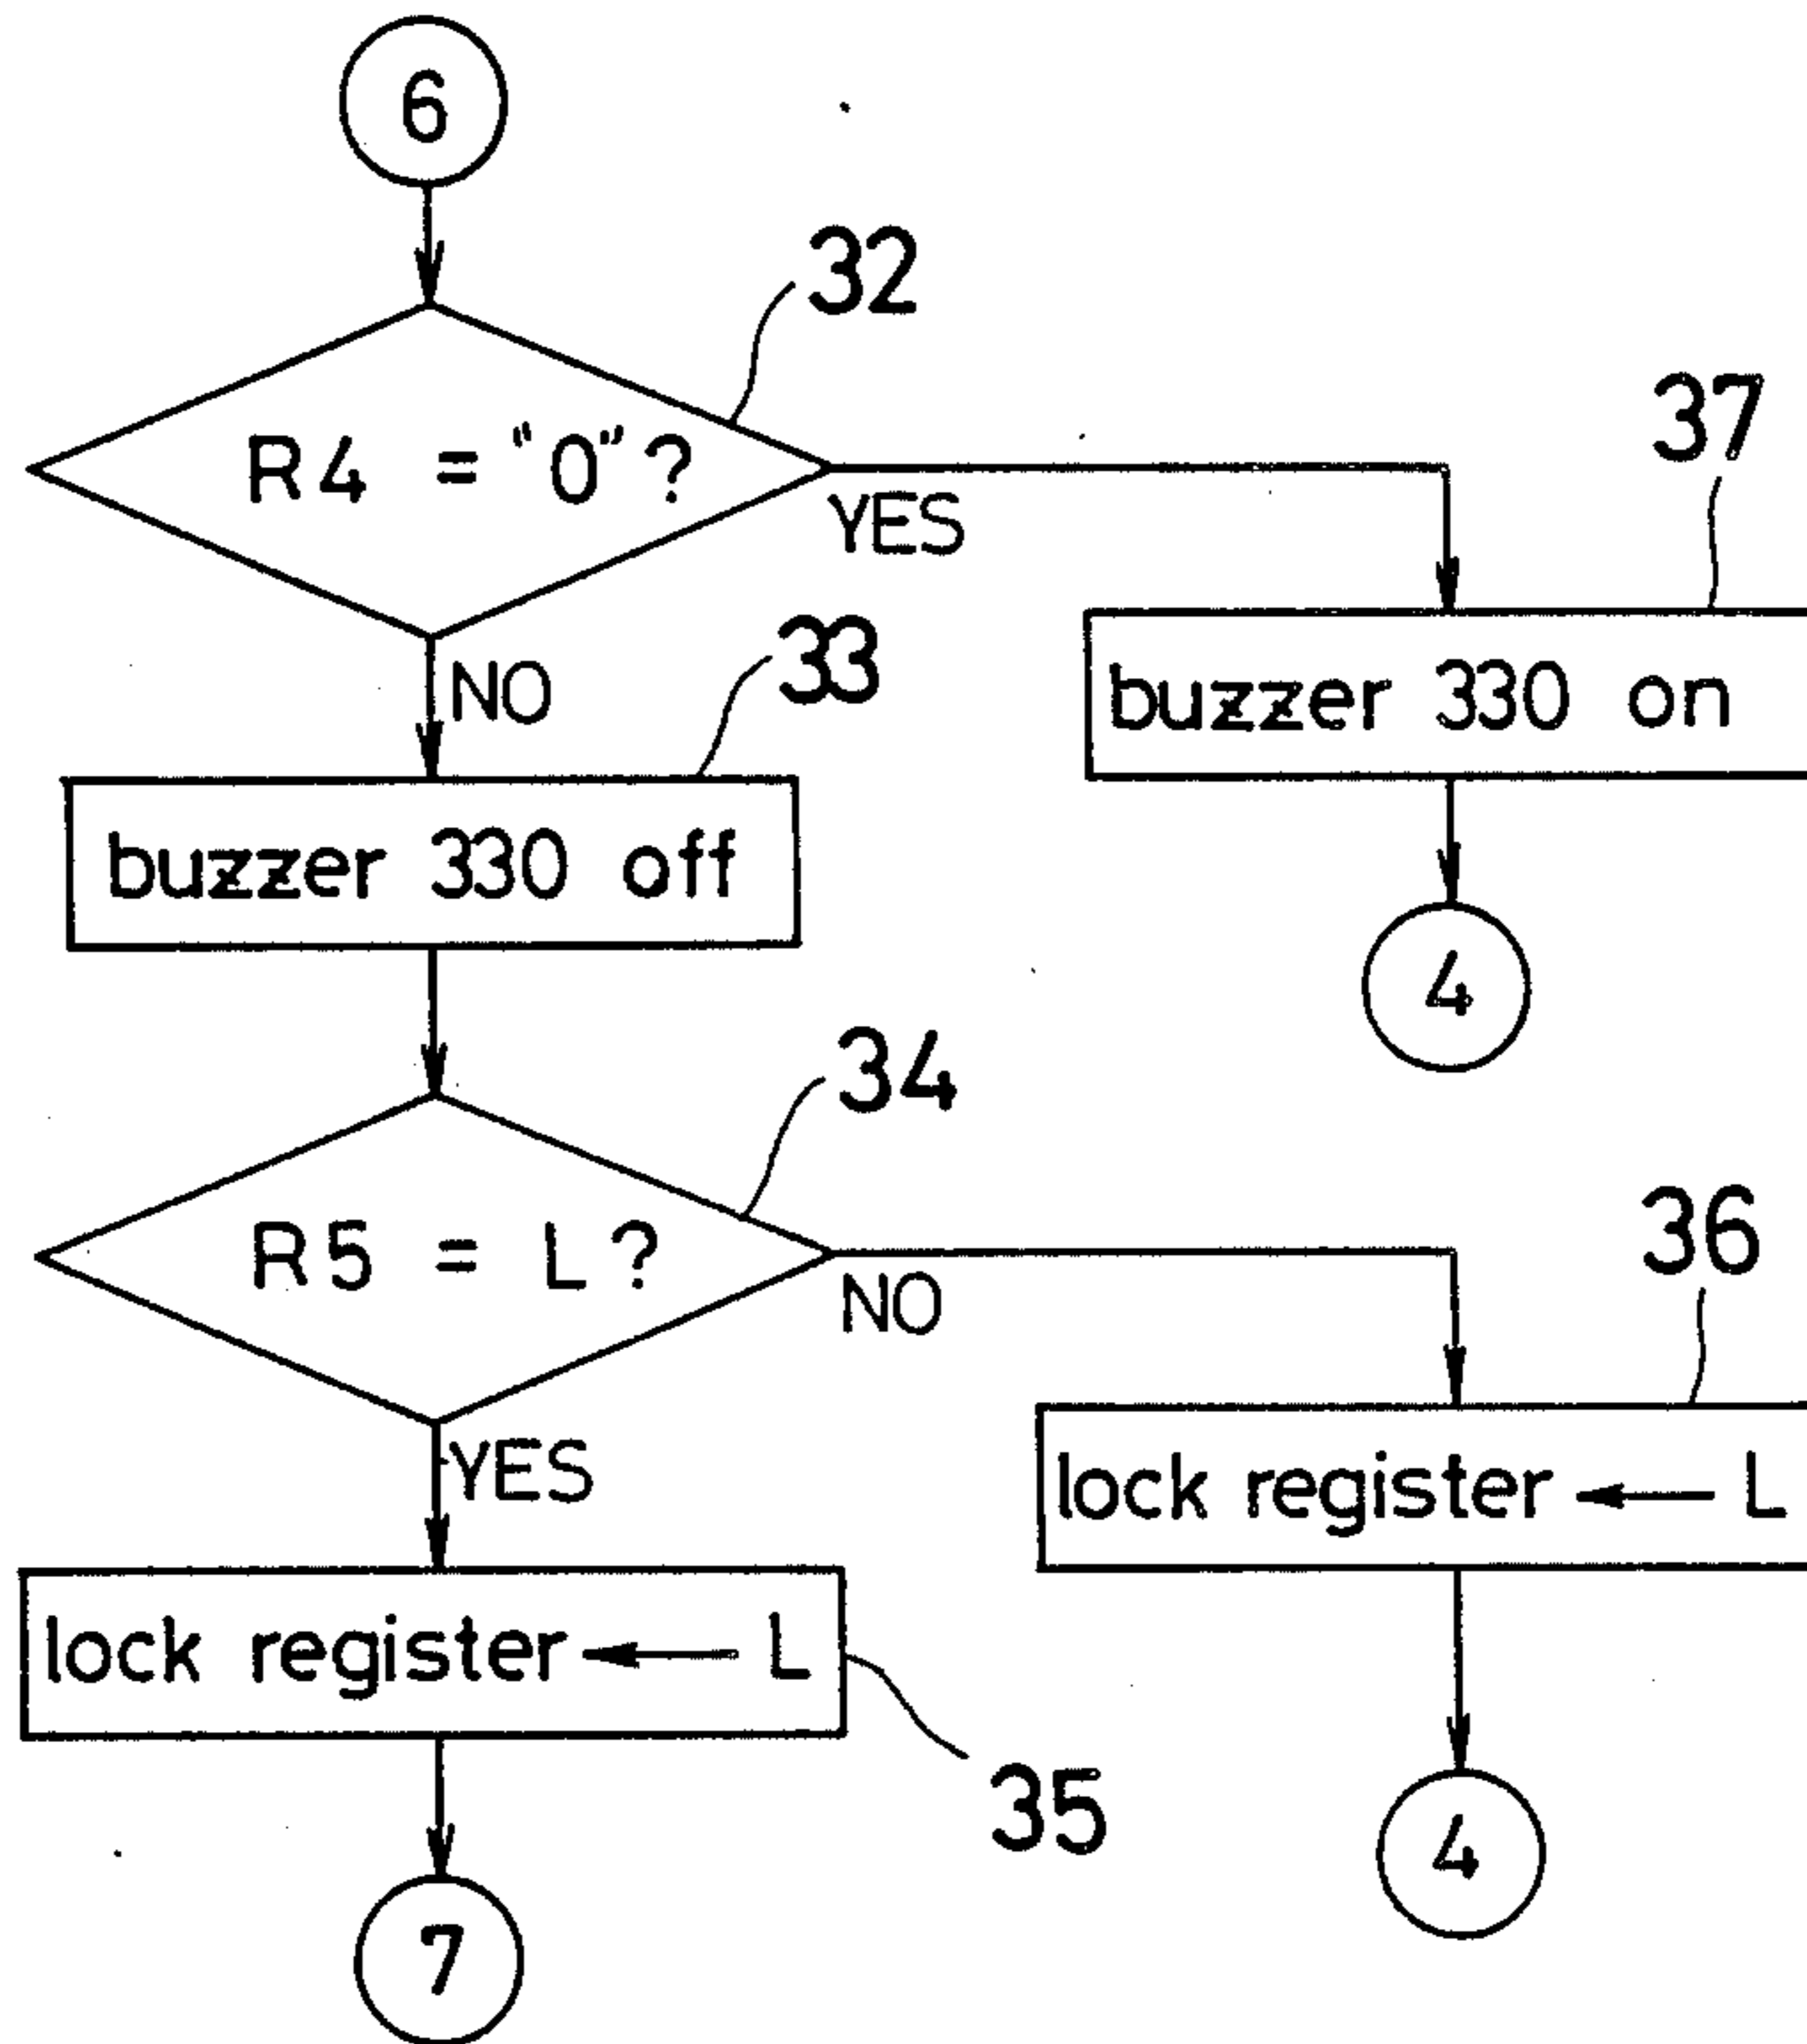 6
32
R4 = "0"?
YES
37
NO
33
buzzer 330 on
buzzer 330 off
4
34
R5 = L?
NO
36
YES
lock register ← L
lock register ← L
35
4
7